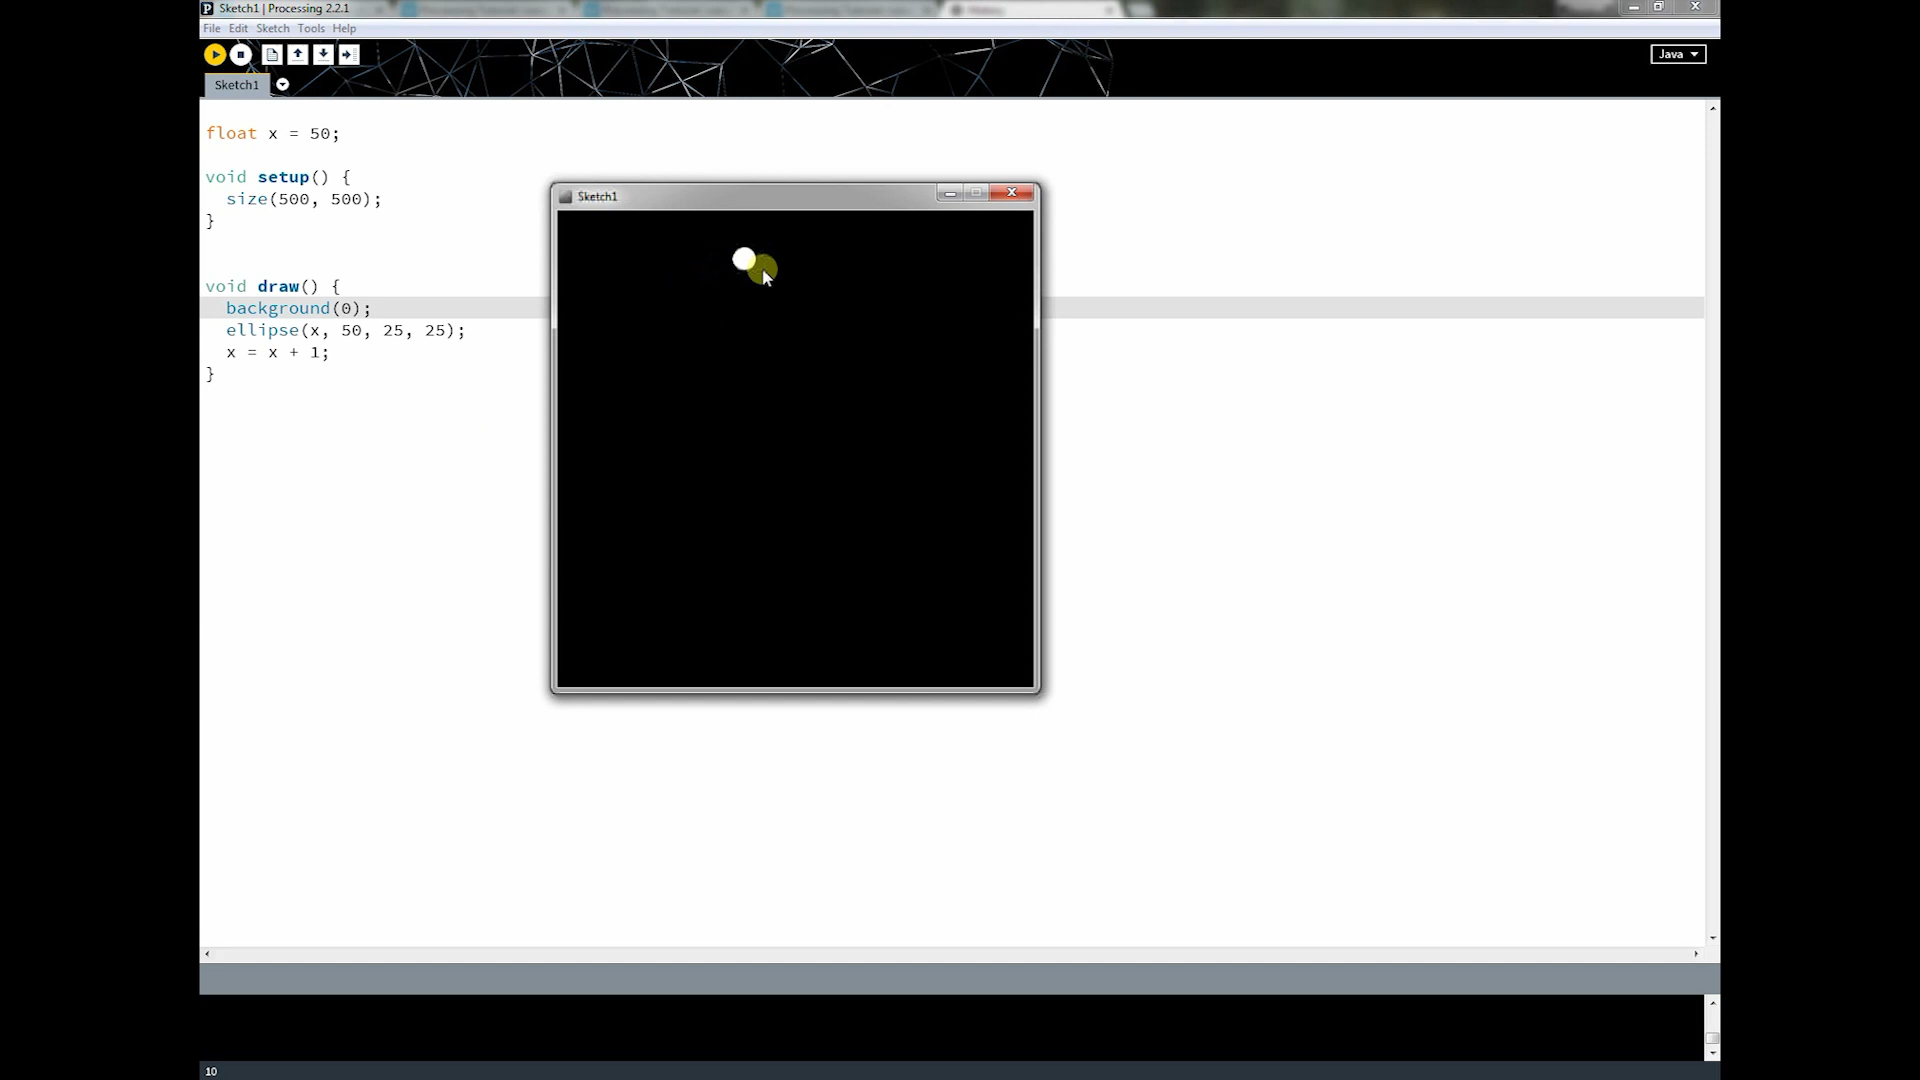 Sketch1 | Processing 2.2.1
File Edit Sketch Tools Help
Java
Sketch1
float x = 50;
void setup() {
size(500, 500);
}
void draw() {
background(0);
ellipse(x, 50, 25, 25);
x = x + 1;
}
Sketch1
10